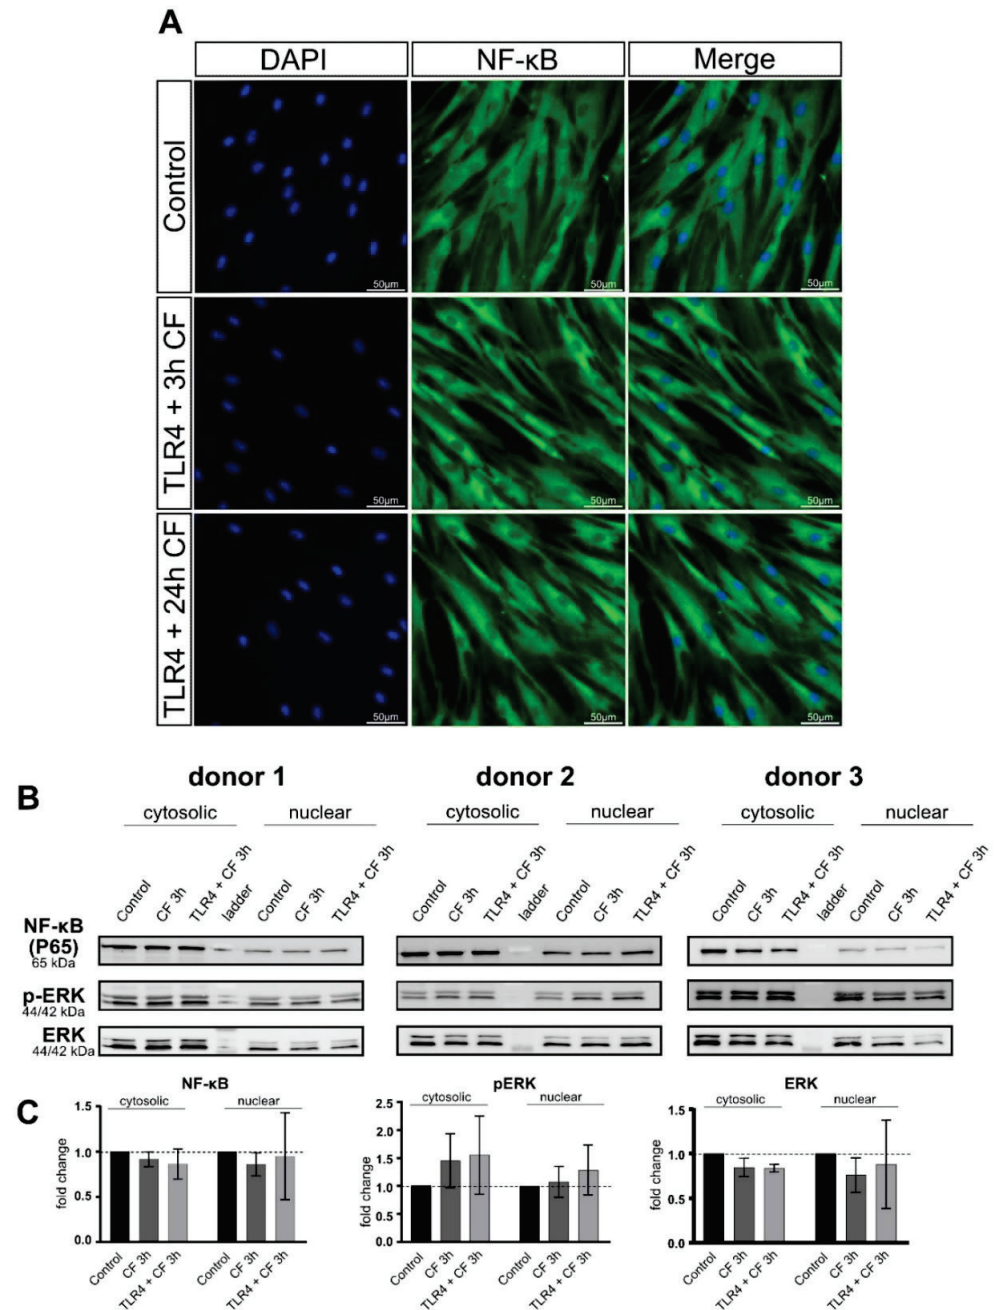 A
DAPI NF-κB Merge
Control
50µm 50µm 50µm
TLR4 + 3h CF
50µm 50µm 50µm
TLR4 + 24h CF
50µm 50µm 50µm
B
donor 1 donor 2 donor 3
cytosolic nuclear cytosolic nuclear cytosolic nuclear
Control CF 3h TLR4 + CF 3h ladder Control CF 3h TLR4 + CF 3h Control CF 3h TLR4 + CF 3h ladder Control CF 3h TLR4 + CF 3h Control CF 3h TLR4 + CF 3h ladder Control CF 3h TLR4 + CF 3h
NF-κB
(P65)
65 kDa
p-ERK
44/42 kDa
ERK
44/42 kDa
C
NF-κB
cytosolic nuclear
fold change
1.5
1.0
0.5
0.0
Control CF 3h TLR4 + CF 3h Control CF 3h TLR4 + CF 3h
pERK
cytosolic nuclear
fold change
2.5
2.0
1.5
1.0
0.5
0.0
Control CF 3h TLR4 + CF 3h Control CF 3h TLR4 + CF 3h
ERK
cytosolic nuclear
fold change
1.5
1.0
0.5
0.0
Control CF 3h TLR4 + CF 3h Control CF 3h TLR4 + CF 3h